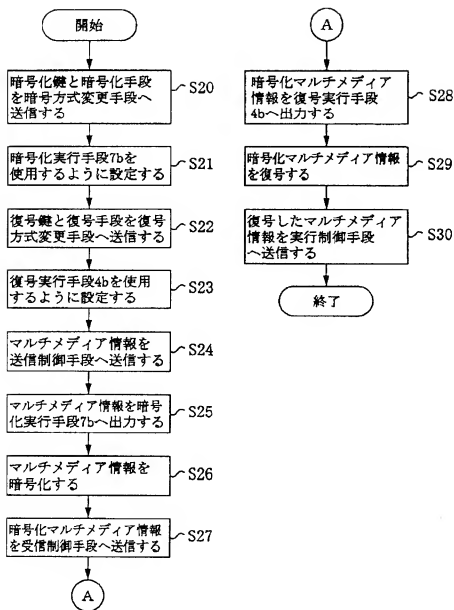 開始
暗号化鍵と暗号化手段
を暗号方式変更手段へ
送信する
S20
暗号化実行手段7bを
使用するように設定する
S21
復号鍵と復号手段を復号
方式変更手段へ送信する
S22
復号実行手段4bを使用
するように設定する
S23
マルチメディア情報を
送信制御手段へ送信する
S24
マルチメディア情報を暗号
化実行手段7bへ出力する
S25
マルチメディア情報を
暗号化する
S26
暗号化マルチメディア情報
を受信制御手段へ送信する
S27
A
A
暗号化マルチメディア
情報を復号実行手段
4bへ出力する
S28
暗号化マルチメディア情報
を復号する
S29
復号したマルチメディア
情報を実行制御手段
へ送信する
S30
終了